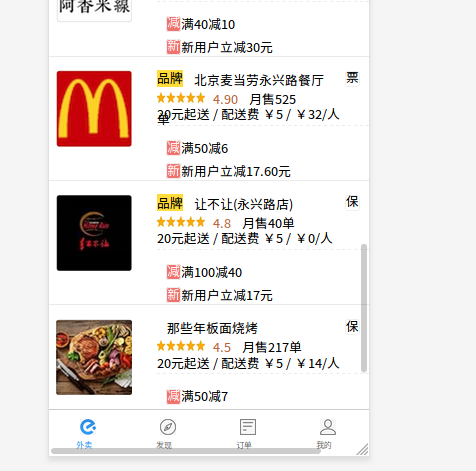 阿香米線
减满40减10
新新用户立减30元
品牌 北京麦当劳永兴路餐厅 票
4.90 月售525单
20元起送 / 配送费 ¥5 / ¥32/人
减满50减6
新新用户立减17.60元
品牌 让不让(永兴路店) 保
4.8 月售40单
20元起送 / 配送费 ¥5 / ¥0/人
减满100减40
新新用户立减17元
那些年板面烧烤 保
4.5 月售217单
20元起送 / 配送费 ¥5 / ¥14/人
减满50减7
外卖 发现 订单 我的